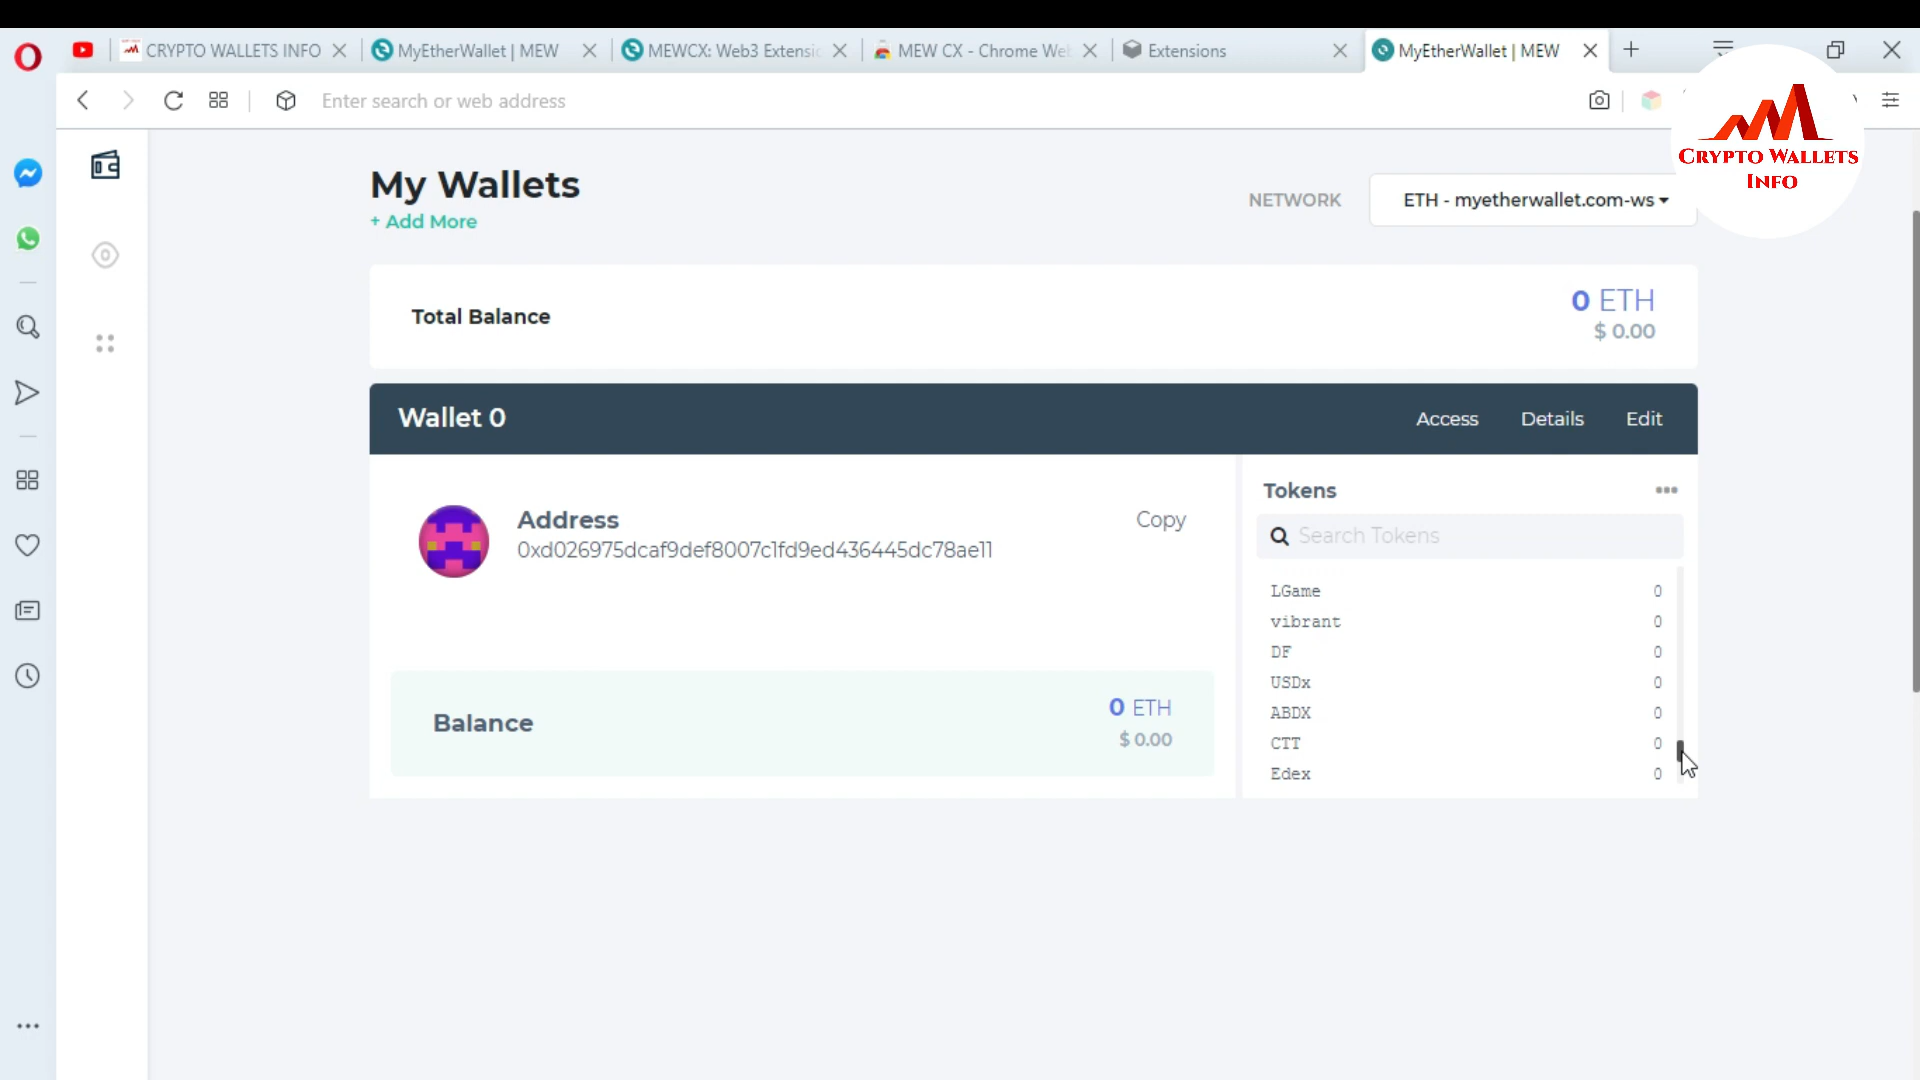 CRYPTO WALLETS INFO
MyEtherWallet | MEW
MEWCX: Web3 Extensic
MEW CX - Chrome Wel
Extensions
MyEtherWallet | MEW
Enter search or web address
CRYPTO WALLETS
INFO
My Wallets
+ Add More
NETWORK
ETH - myetherwallet.com-ws
Total Balance
0 ETH
$ 0.00
Wallet 0
Access
Details
Edit
Address
0xd026975dcaf9def8007c1fd9ed436445dc78ae11
Copy
Balance
0 ETH
$ 0.00
Tokens
Search Tokens
LGame 0
vibrant 0
DF 0
USDx 0
ABDX 0
CTT 0
Edex 0